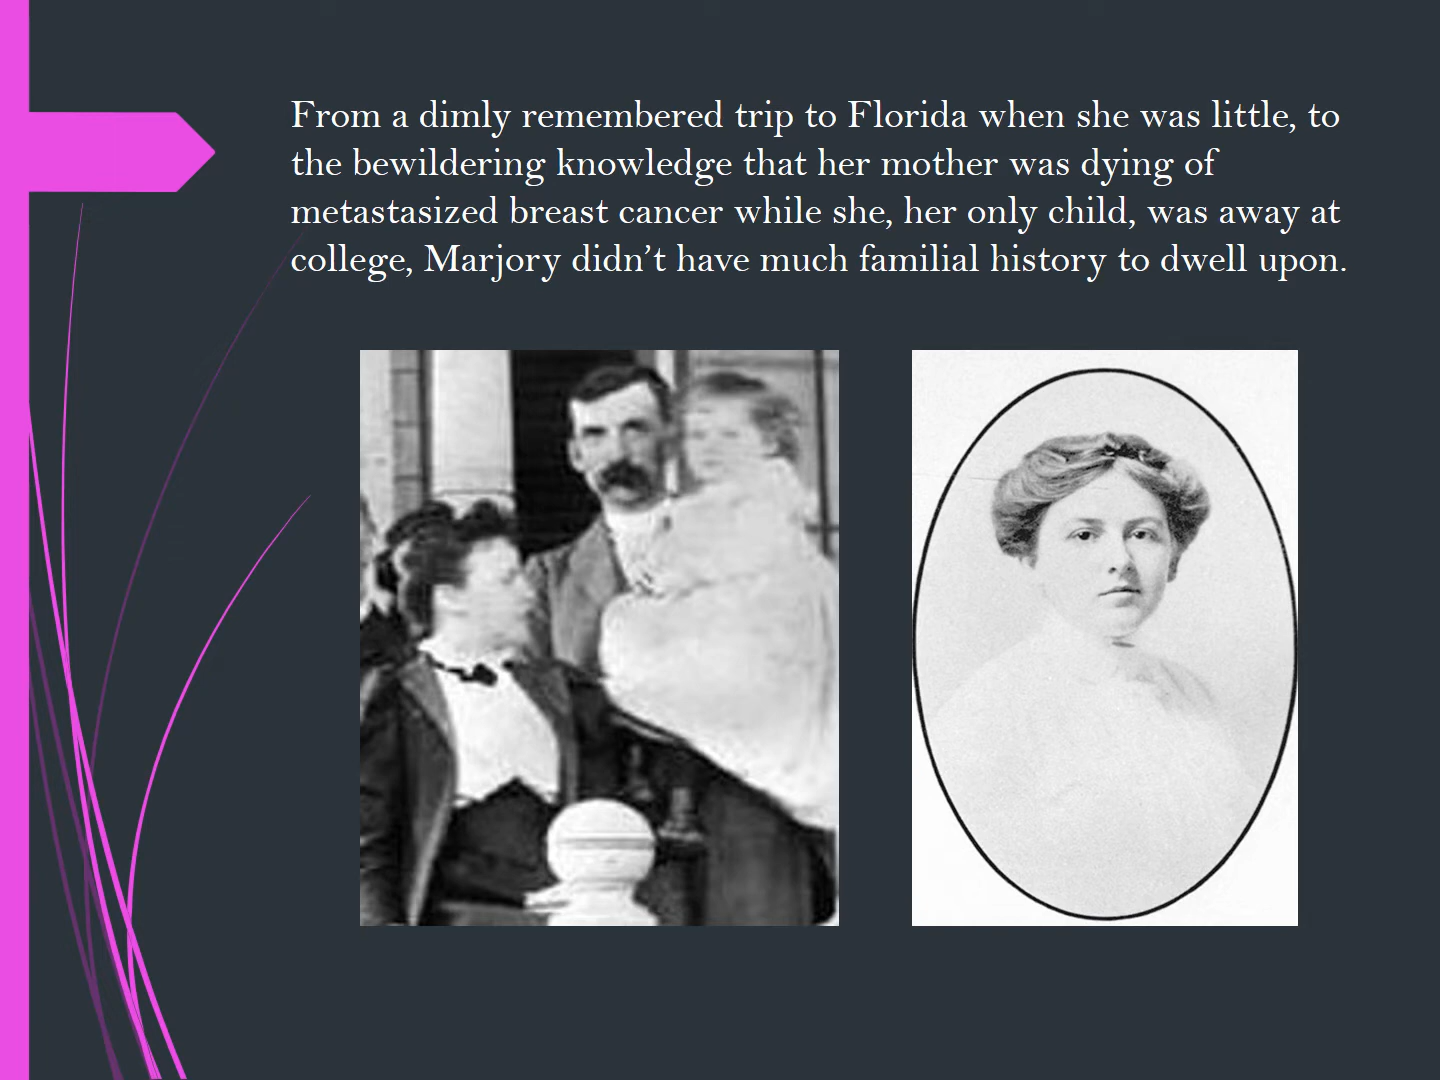 From a dimly remembered trip to Florida when she was little, to
the bewildering knowledge that her mother was dying of
metastasized breast cancer while she, her only child, was away at
college, Marjory didn’t have much familial history to dwell upon.